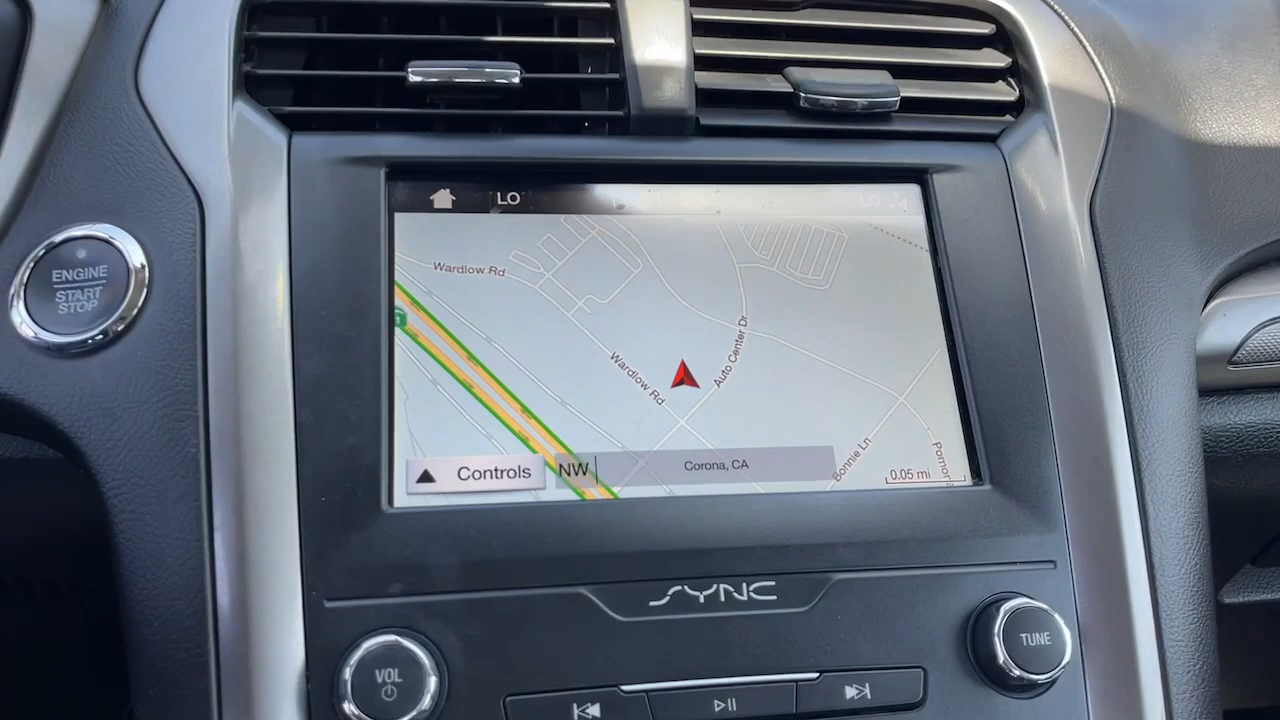 LO
ENGINE
START
STOP
Wardlow Rd
Auto Center Dr
Wardlow Rd
Bonnie Ln
Controls
NW
Corona, CA
0.05 mi
SYNC
VOL
TUNE